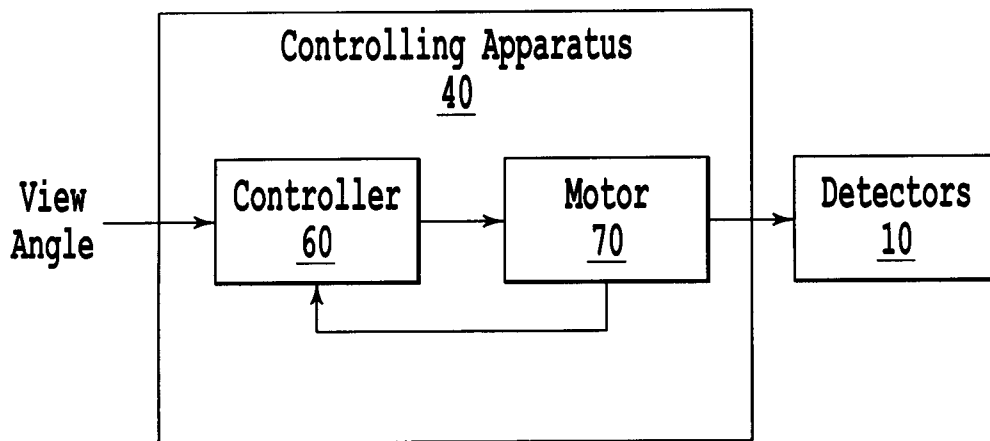 Controlling Apparatus
40
View
Angle
Controller
60
Motor
70
Detectors
10